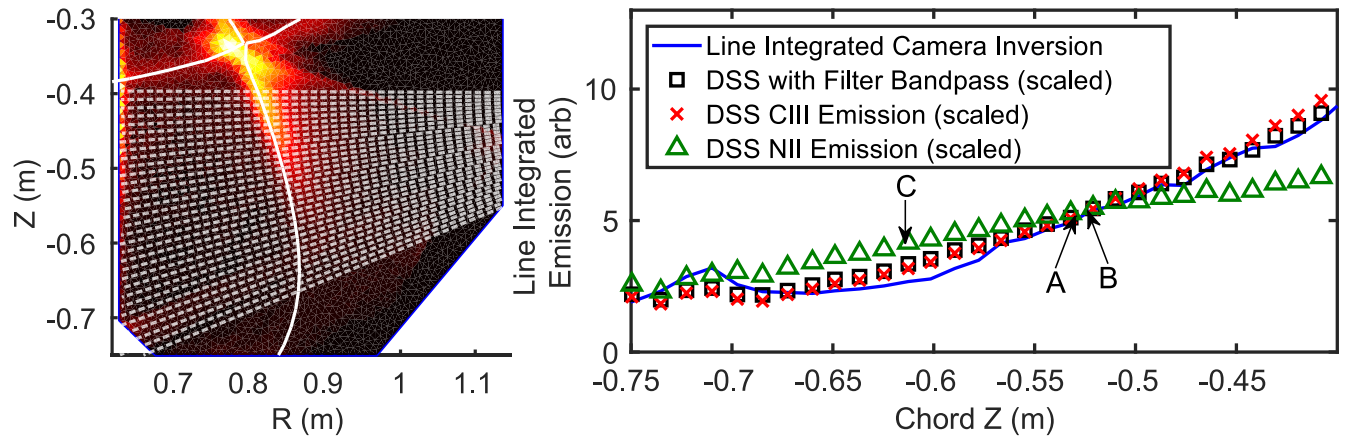 -0.3
-0.4
-0.5
-0.6
-0.7
Z (m)
0.7 0.8 0.9 1 1.1
R (m)
Line Integrated
Emission (arb)
10
5
0
Line Integrated Camera Inversion
DSS with Filter Bandpass (scaled)
DSS CIII Emission (scaled)
DSS NII Emission (scaled)
C
A B
-0.75 -0.7 -0.65 -0.6 -0.55 -0.5 -0.45
Chord Z (m)